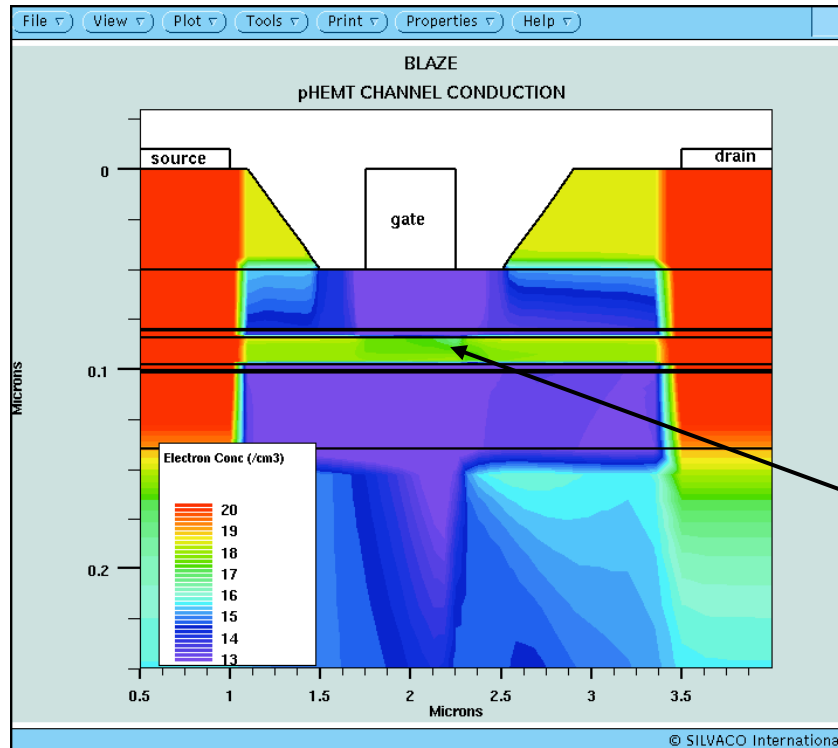 File View Plot Tools Print Properties Help
BLAZE
pHEMT CHANNEL CONDUCTION
source
drain
gate
0
0.1
0.2
Microns
Electron Conc (/cm3)
20
19
18
17
16
15
14
13
0.5 1 1.5 2 2.5 3 3.5
Microns
© SILVACO Internationa